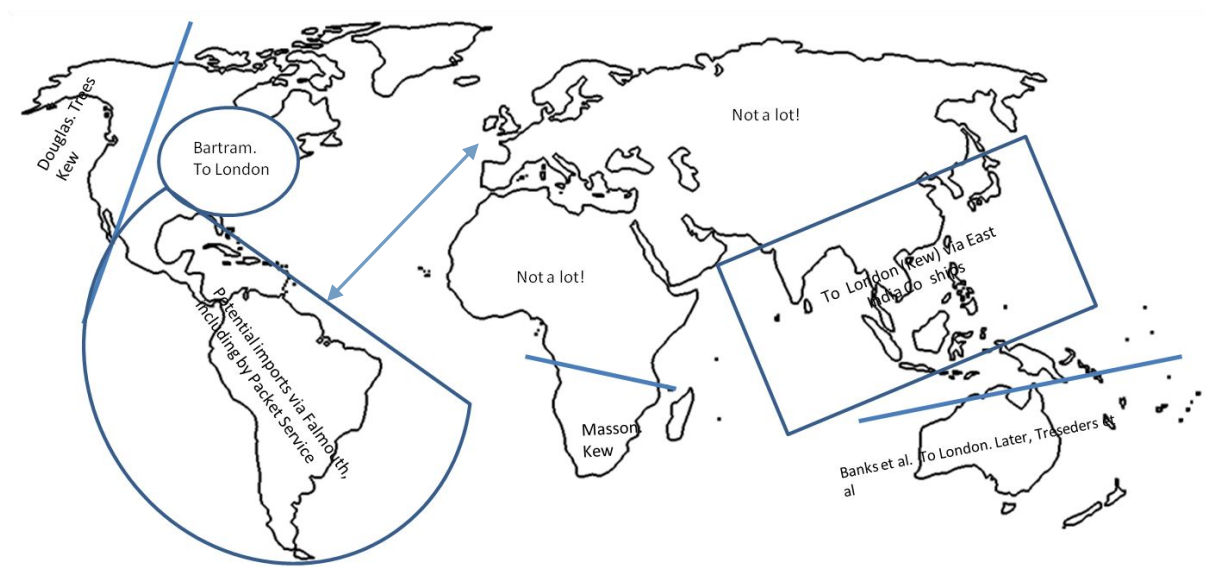 Douglas. Trees
Kew
Bartram.
To London
Not a lot!
Not a lot!
To London (Kew) via East
India Co ships
Potential imports via Falmouth,
including by Packet Service
Masson.
Kew
Banks et al. To London. Later, Treseders et
al